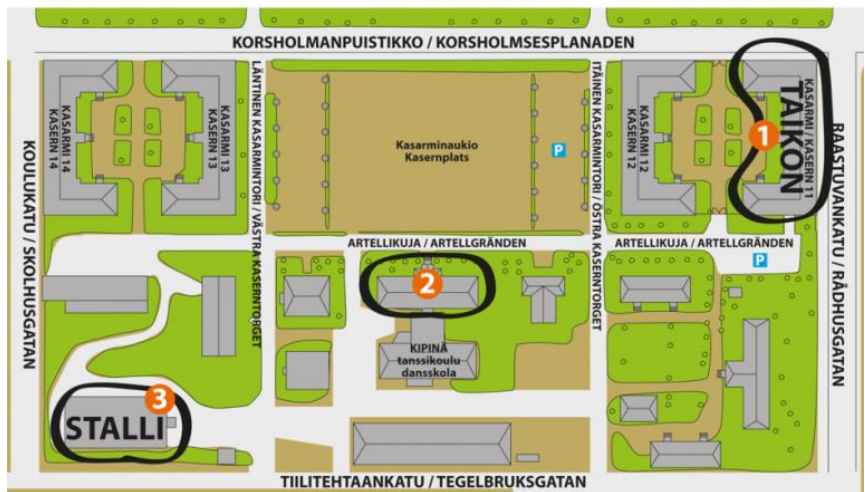 KORSHOLMANPUISTIKKO / KORSHOLMSESPLANADEN
KOULUKATU / SKOLHUSGATAN
KASARMI 14
KASERN 14
KASARMI 13
KASERN 13
LÄNTINEN KASARMINTORI / VÄSTRA KASERNTORGET
Kasarminaukio
Kasernplats
P
ITÄINEN KASARMINTORI / ÖSTRA KASERNTORGET
KASARMI 12
KASERN 12
1
KASARMI / KASERN 11
TAIKON
RAASTUVANKATU / RÅDHUSGATAN
ARTELLIKUJA / ARTELLGRÄNDEN
ARTELLIKUJA / ARTELLGRÄNDEN
P
2
KIPINÄ
tanssikoulu
dansskola
3
STALLI
TIILITEHTAANKATU / TEGELBRUKSGATAN